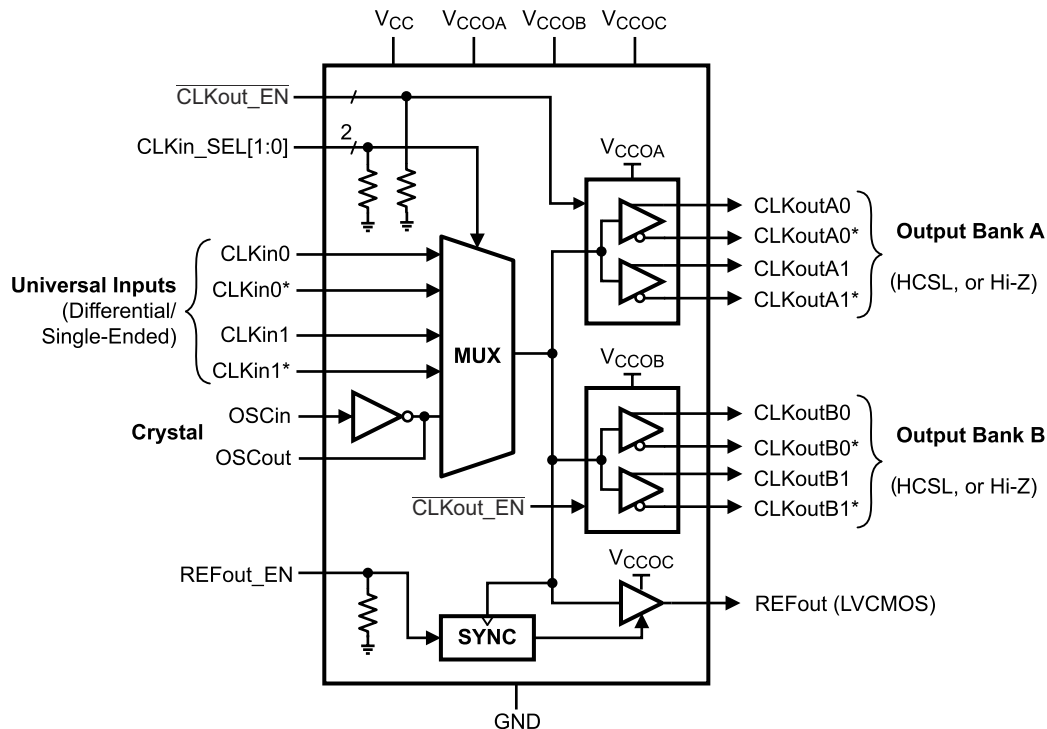 VCC
VCCOA
VCCOB
VCCOC
CLKout_EN
CLKin_SEL[1:0]
2
VCCOA
CLKoutA0
CLKoutA0*
CLKoutA1
CLKoutA1*
Output Bank A
(HCSL, or Hi-Z)
Universal Inputs
(Differential/
Single-Ended)
CLKin0
CLKin0*
CLKin1
CLKin1*
MUX
Crystal
OSCin
OSCout
VCCOB
CLKoutB0
CLKoutB0*
CLKoutB1
CLKoutB1*
Output Bank B
(HCSL, or Hi-Z)
CLKout_EN
REFout_EN
SYNC
VCCOC
REFout (LVCMOS)
GND